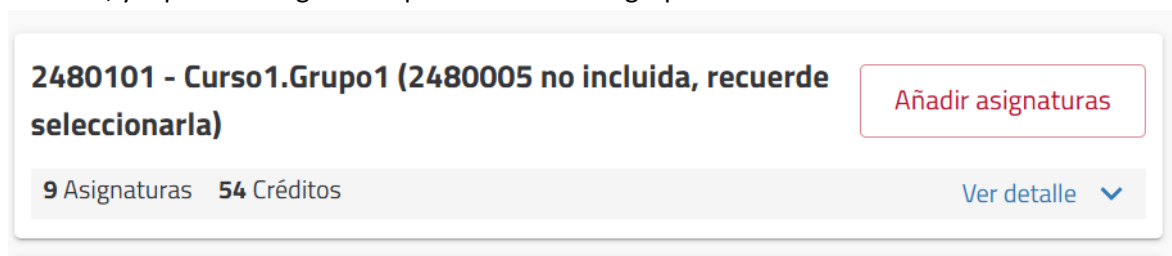 2480101 - Curso1.Grupo1 (2480005 no incluida, recuerde
seleccionarla)
Añadir asignaturas
9 Asignaturas 54 Créditos
Ver detalle